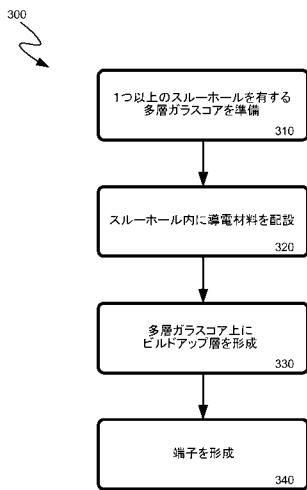 300
1つ以上のスルーホールを有する
多層ガラスコアを準備
310
スルーホール内に導電材料を配設
320
多層ガラスコア上に
ビルドアップ層を形成
330
端子を形成
340